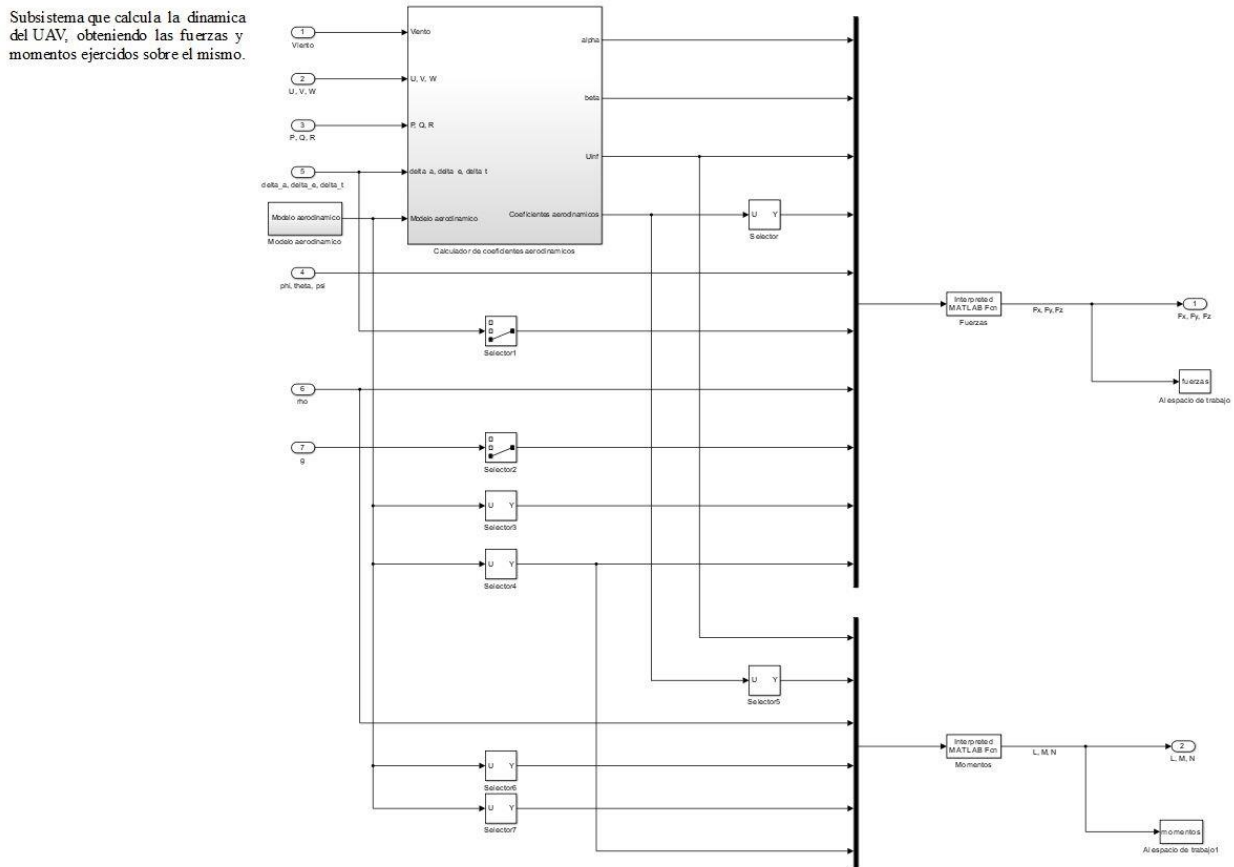 Subsistema que calcula la dinamica
del UAV, obteniendo las fuerzas y
momentos ejercidos sobre el mismo.
1
Viento
2
U, V, W
3
P, Q, R
5
delta_a, delta_e, delta_t
Modelo aerodinamico
Modelo aerodinamico
Viento
U, V, W
P, Q, R
delta a, delta e, delta t
Modelo aerodinamico
alpha
beta
Uinf
Coeficientes aerodinamicos
Calculador de coeficientes aerodinamicos
U Y
Selector
4
phi, theta, psi
Selector1
6
rho
7
g
Selector2
U Y
Selector3
U Y
Selector4
Interpreted
MATLAB Fcn
Fuerzas
Fx, Fy, Fz
1
Fx, Fy, Fz
fuerzas
Al espacio de trabajo
U Y
Selector5
U Y
Selector6
U Y
Selector7
Interpreted
MATLAB Fcn
Momentos
L, M, N
2
L, M, N
momentos
Al espacio de trabajo1